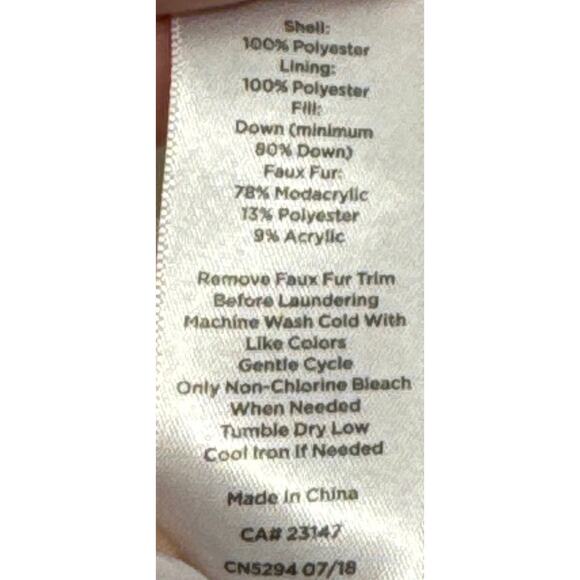 Shell:
100% Polyester
Lining:
100% Polyester
Fill:
Down (minimum
80% Down)
Faux Fur:
78% Modacrylic
13% Polyester
9% Acrylic
Remove Faux Fur Trim
Before Laundering
Machine Wash Cold With
Like Colors
Gentle Cycle
Only Non-Chlorine Bleach
When Needed
Tumble Dry Low
Cool Iron If Needed
Made in China
CA# 23147
CN5294 07/18